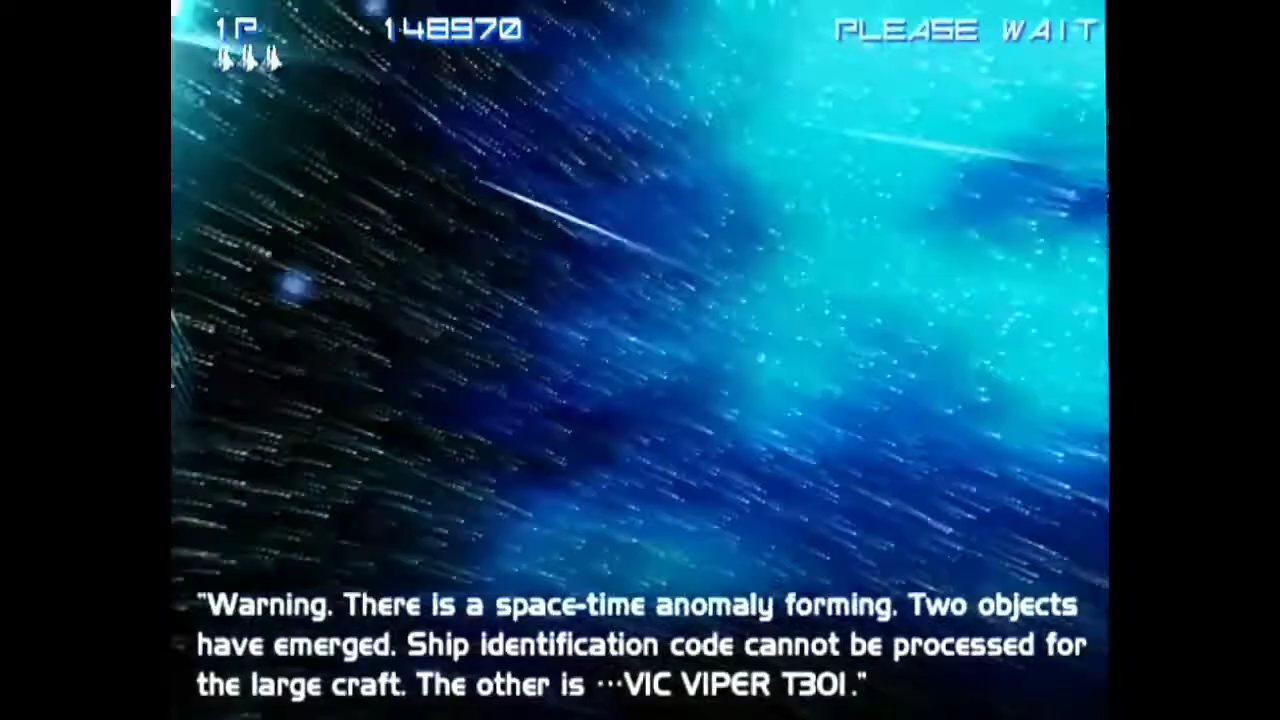 1P 148970 PLEASE WAIT
"Warning. There is a space-time anomaly forming. Two objects
have emerged. Ship identification code cannot be processed for
the large craft. The other is ···VIC VIPER T301."